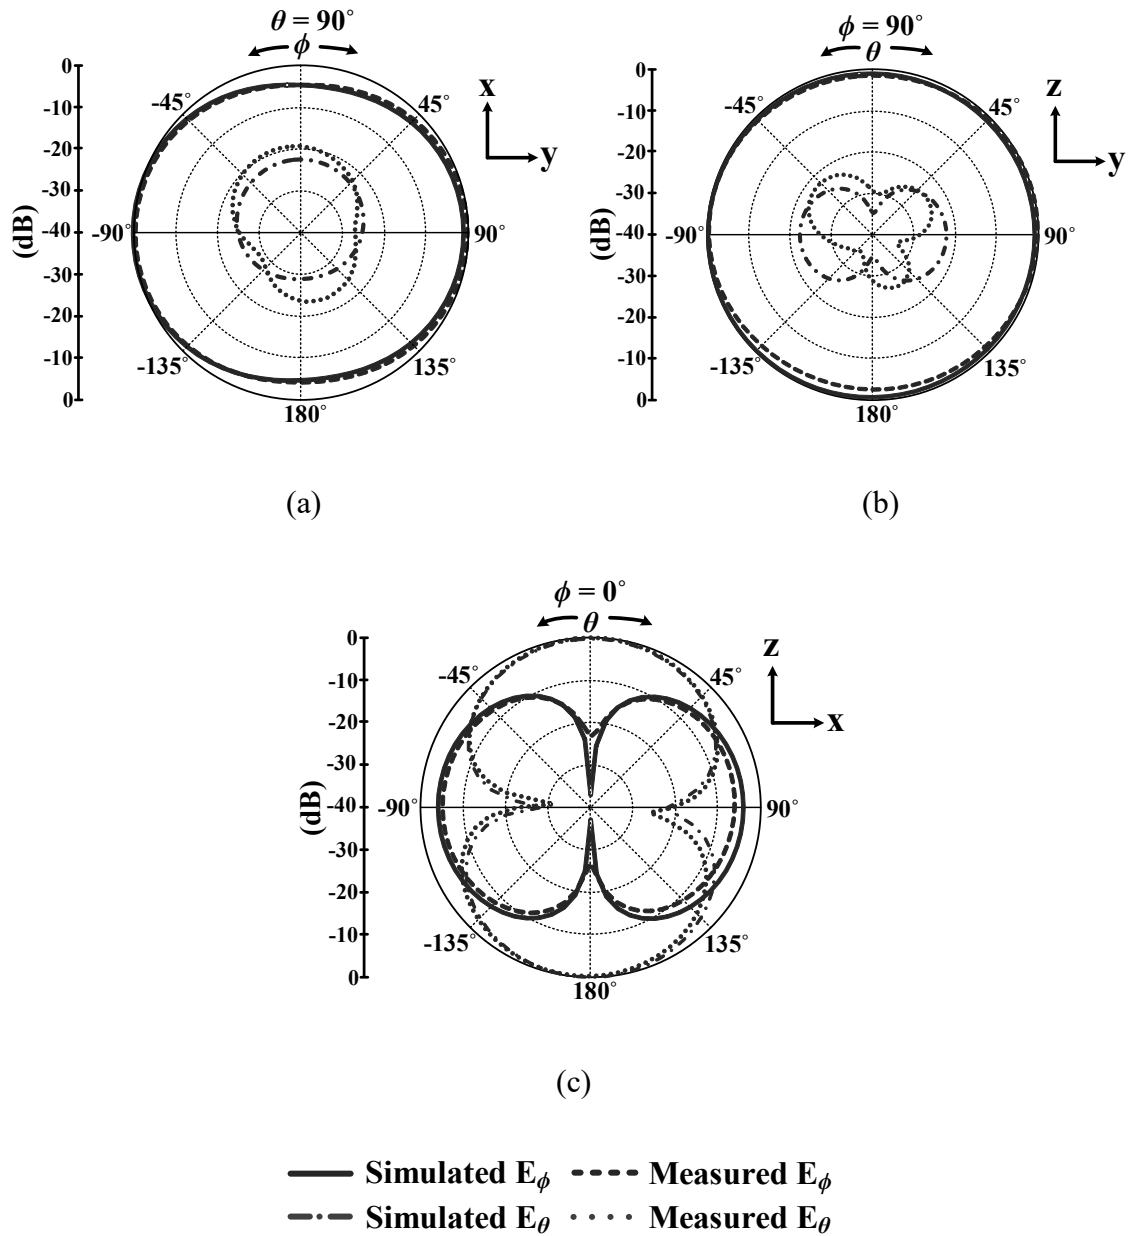 θ = 90°
ϕ
0
-10
-20
-30
-40
-30
-20
-10
0
(dB)
-45°
45°
-90°
90°
-135°
135°
180°
x
y
(a)
ϕ = 90°
θ
0
-10
-20
-30
-40
-30
-20
-10
0
(dB)
-45°
45°
-90°
90°
-135°
135°
180°
z
y
(b)
ϕ = 0°
θ
0
-10
-20
-30
-40
-30
-20
-10
0
(dB)
-45°
45°
-90°
90°
-135°
135°
180°
z
x
(c)
Simulated Eϕ
Measured Eϕ
Simulated Eθ
Measured Eθ